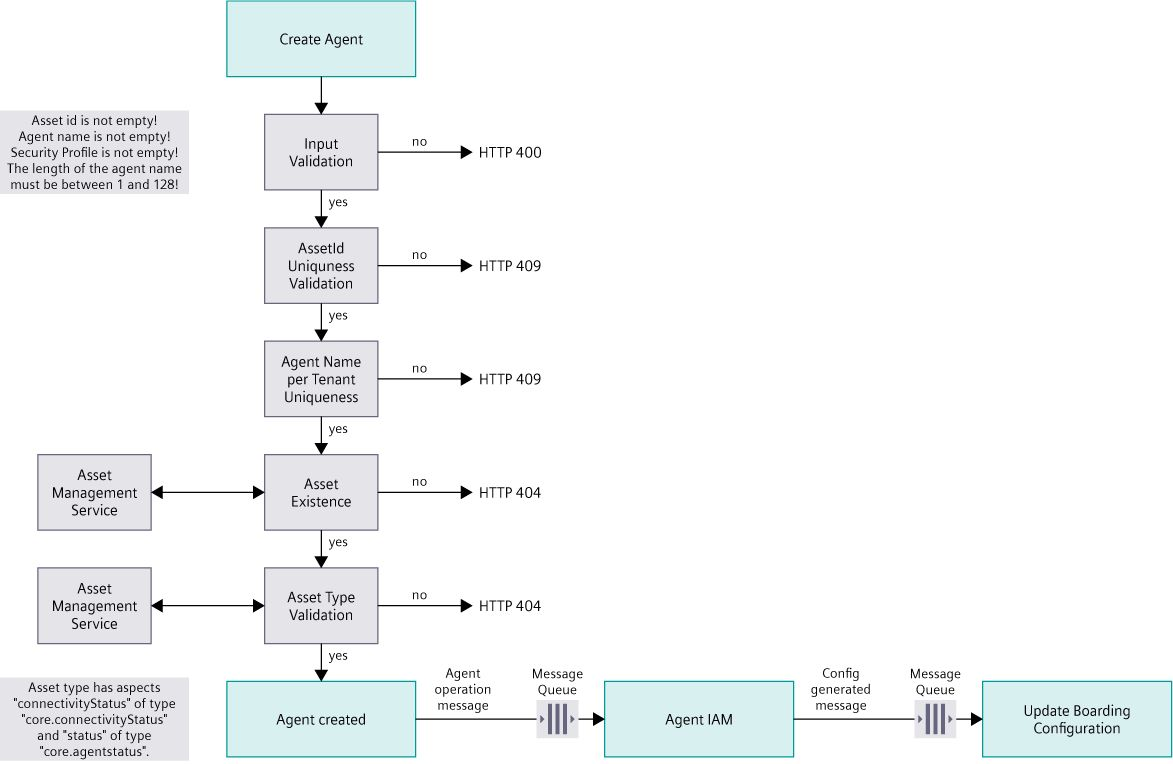 Create Agent
Asset id is not empty!
Agent name is not empty!
Security Profile is not empty!
The length of the agent name
must be between 1 and 128!
Input
Validation
no
HTTP 400
yes
AssetId
Uniquness
Validation
no
HTTP 409
yes
Agent Name
per Tenant
Uniqueness
no
HTTP 409
yes
Asset
Management
Service
Asset
Existence
no
HTTP 404
yes
Asset
Management
Service
Asset Type
Validation
no
HTTP 404
yes
Asset type has aspects
"connectivityStatus" of type
"core.connectivityStatus"
and "status" of type
"core.agentstatus".
Agent created
Agent
operation
message
Message
Queue
Agent IAM
Config
generated
message
Message
Queue
Update Boarding
Configuration